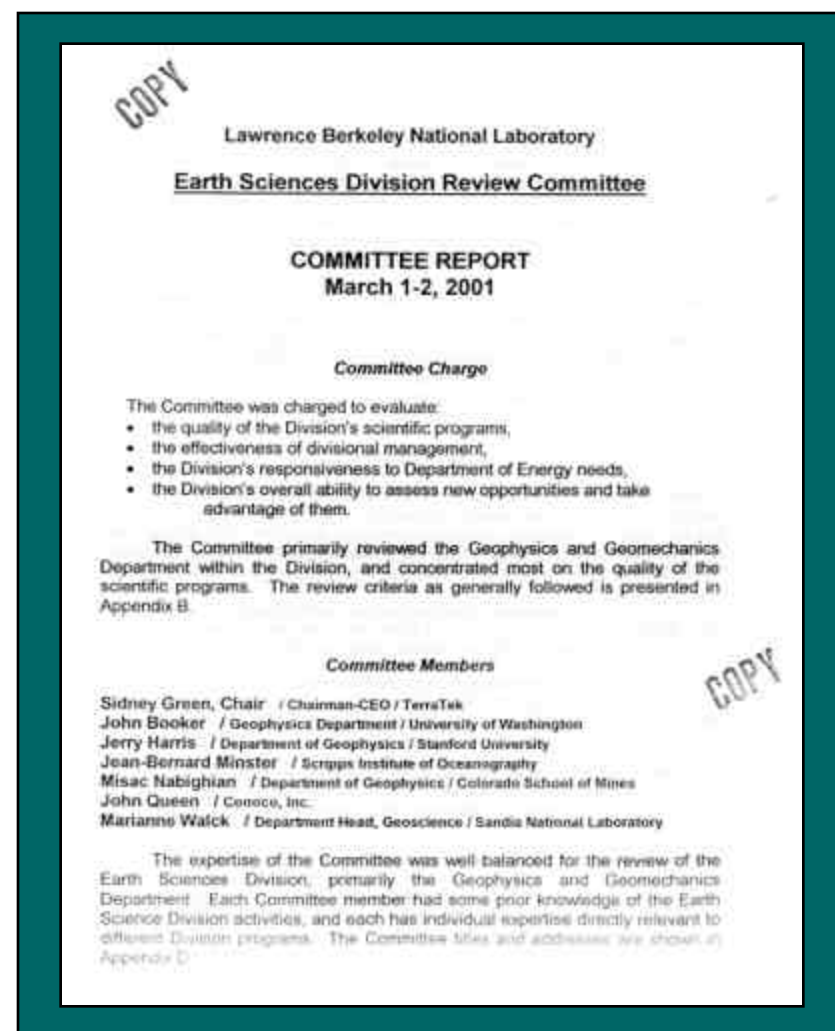 COPY
Lawrence Berkeley National Laboratory
Earth Sciences Division Review Committee
COMMITTEE REPORT
March 1-2, 2001
Committee Charge
The Committee was charged to evaluate:
• the quality of the Division's scientific programs,
• the effectiveness of divisional management,
• the Division's responsiveness to Department of Energy needs,
• the Division's overall ability to assess new opportunities and take
advantage of them.
The Committee primarily reviewed the Geophysics and Geomechanics
Department within the Division, and concentrated most on the quality of the
scientific programs. The review criteria as generally followed is presented in
Appendix B.
Committee Members
COPY
Sidney Green, Chair / Chairman-CEO / TerraTek
John Booker / Geophysics Department / University of Washington
Jerry Harris / Department of Geophysics / Stanford University
Jean-Bernard Minster / Scripps Institute of Oceanography
Misac Nabighian / Department of Geophysics / Colorado School of Mines
John Queen / Conoco, Inc.
Marianne Walck / Department Head, Geoscience / Sandia National Laboratory
The expertise of the Committee was well balanced for the review of the
Earth Sciences Division, primarily the Geophysics and Geomechanics
Department. Each Committee member had some prior knowledge of the Earth
Science Division activities, and each has individual expertise directly relevant to
different Division programs. The Committee titles and addresses are shown in
Appendix D.